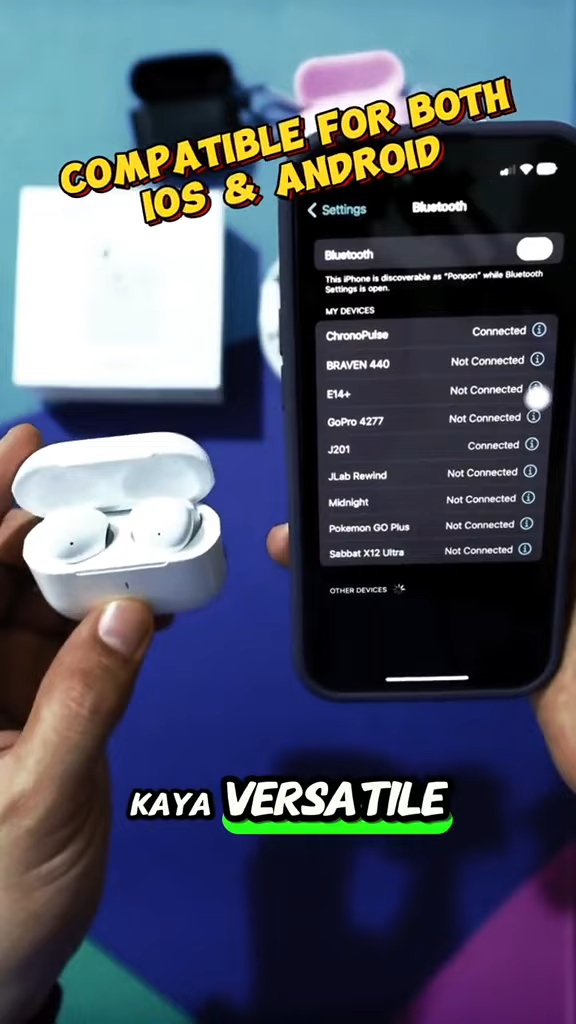 COMPATIBLE FOR BOTH
IOS & ANDROID
Settings
Bluetooth
Bluetooth
This iPhone is discoverable as "Ponpon" while Bluetooth
Settings is open.
MY DEVICES
ChronoPulse Connected
BRAVEN 440 Not Connected
E14+ Not Connected
GoPro 4277 Not Connected
J201 Connected
JLab Rewind Not Connected
Midnight Not Connected
Pokemon GO Plus Not Connected
Sabbat X12 Ultra Not Connected
OTHER DEVICES
KAYA VERSATILE